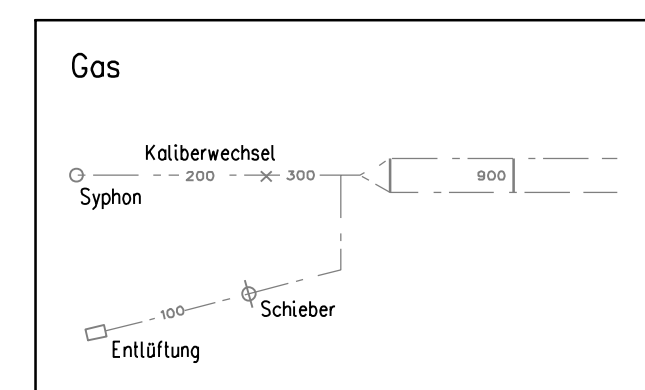 Gas
Kaliberwechsel
200
300
900
Syphon
100
Schieber
Entlüftung